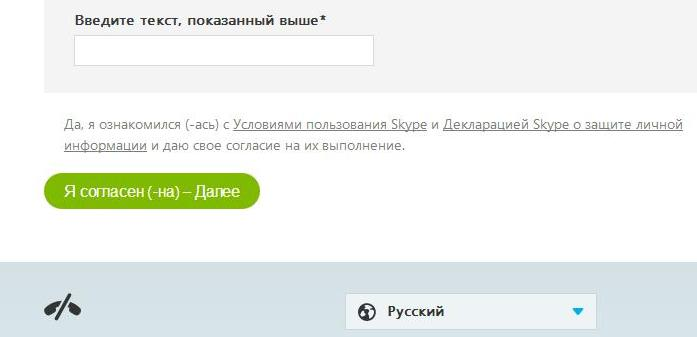 Введите текст, показанный выше*
Да, я ознакомился (-ась) с Условиями пользования Skype и Декларацией Skype о защите личной
информации и даю свое согласие на их выполнение.
Я согласен (-на) – Далее
Русский